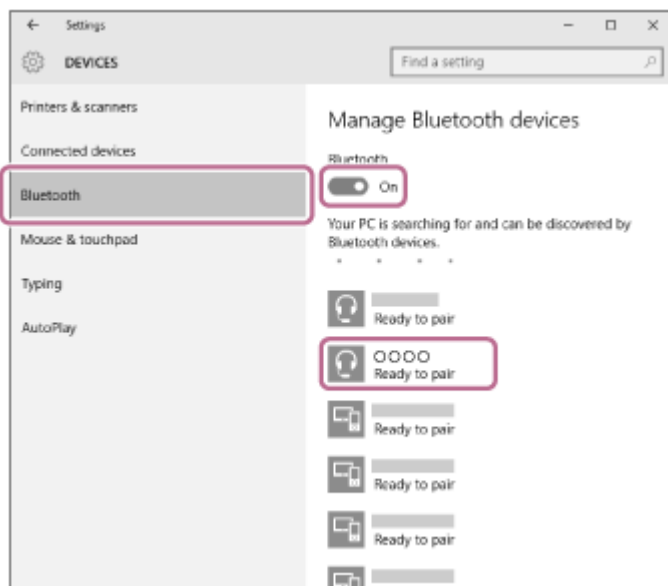 Settings
DEVICES
Find a setting
Printers & scanners
Connected devices
Bluetooth
Mouse & touchpad
Typing
AutoPlay
Manage Bluetooth devices
Bluetooth
On
Your PC is searching for and can be discovered by
Bluetooth devices.
Ready to pair
OOOO
Ready to pair
Ready to pair
Ready to pair
Ready to pair